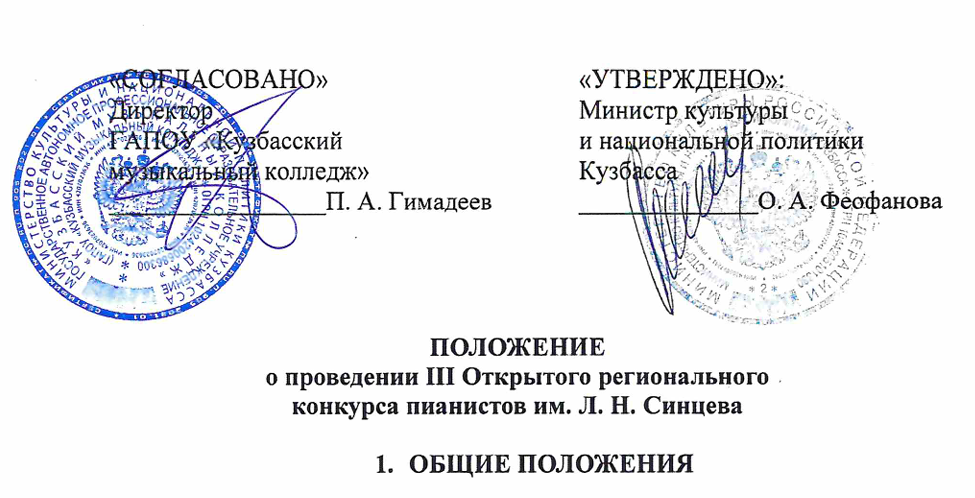 «СОГЛАСОВАНО»
Директор
ГАПОУ «Кузбасский
музыкальный колледж»
П. А. Гимадеев
«УТВЕРЖДЕНО»:
Министр культуры
и национальной политики
Кузбасса
О. А. Феофанова
ПОЛОЖЕНИЕ
о проведении III Открытого регионального
конкурса пианистов им. Л. Н. Синцева
1. ОБЩИЕ ПОЛОЖЕНИЯ